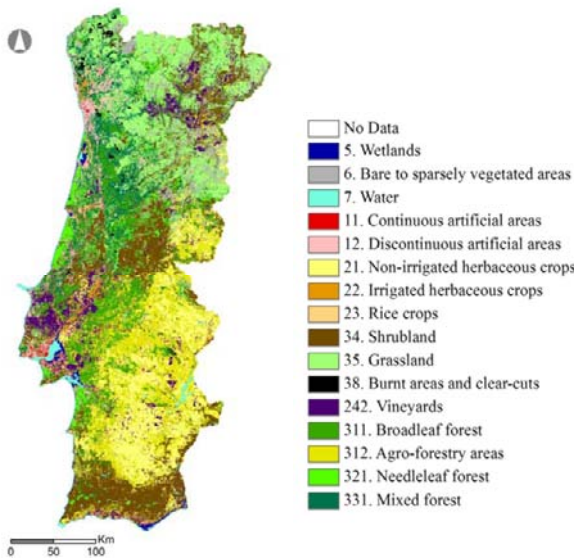 No Data
5. Wetlands
6. Bare to sparsely vegetated areas
7. Water
11. Continuous artificial areas
12. Discontinuous artificial areas
21. Non-irrigated herbaceous crops
22. Irrigated herbaceous crops
23. Rice crops
34. Shrubland
35. Grassland
38. Burnt areas and clear-cuts
242. Vineyards
311. Broadleaf forest
312. Agro-forestry areas
321. Needleleaf forest
331. Mixed forest
0 50 100
Km